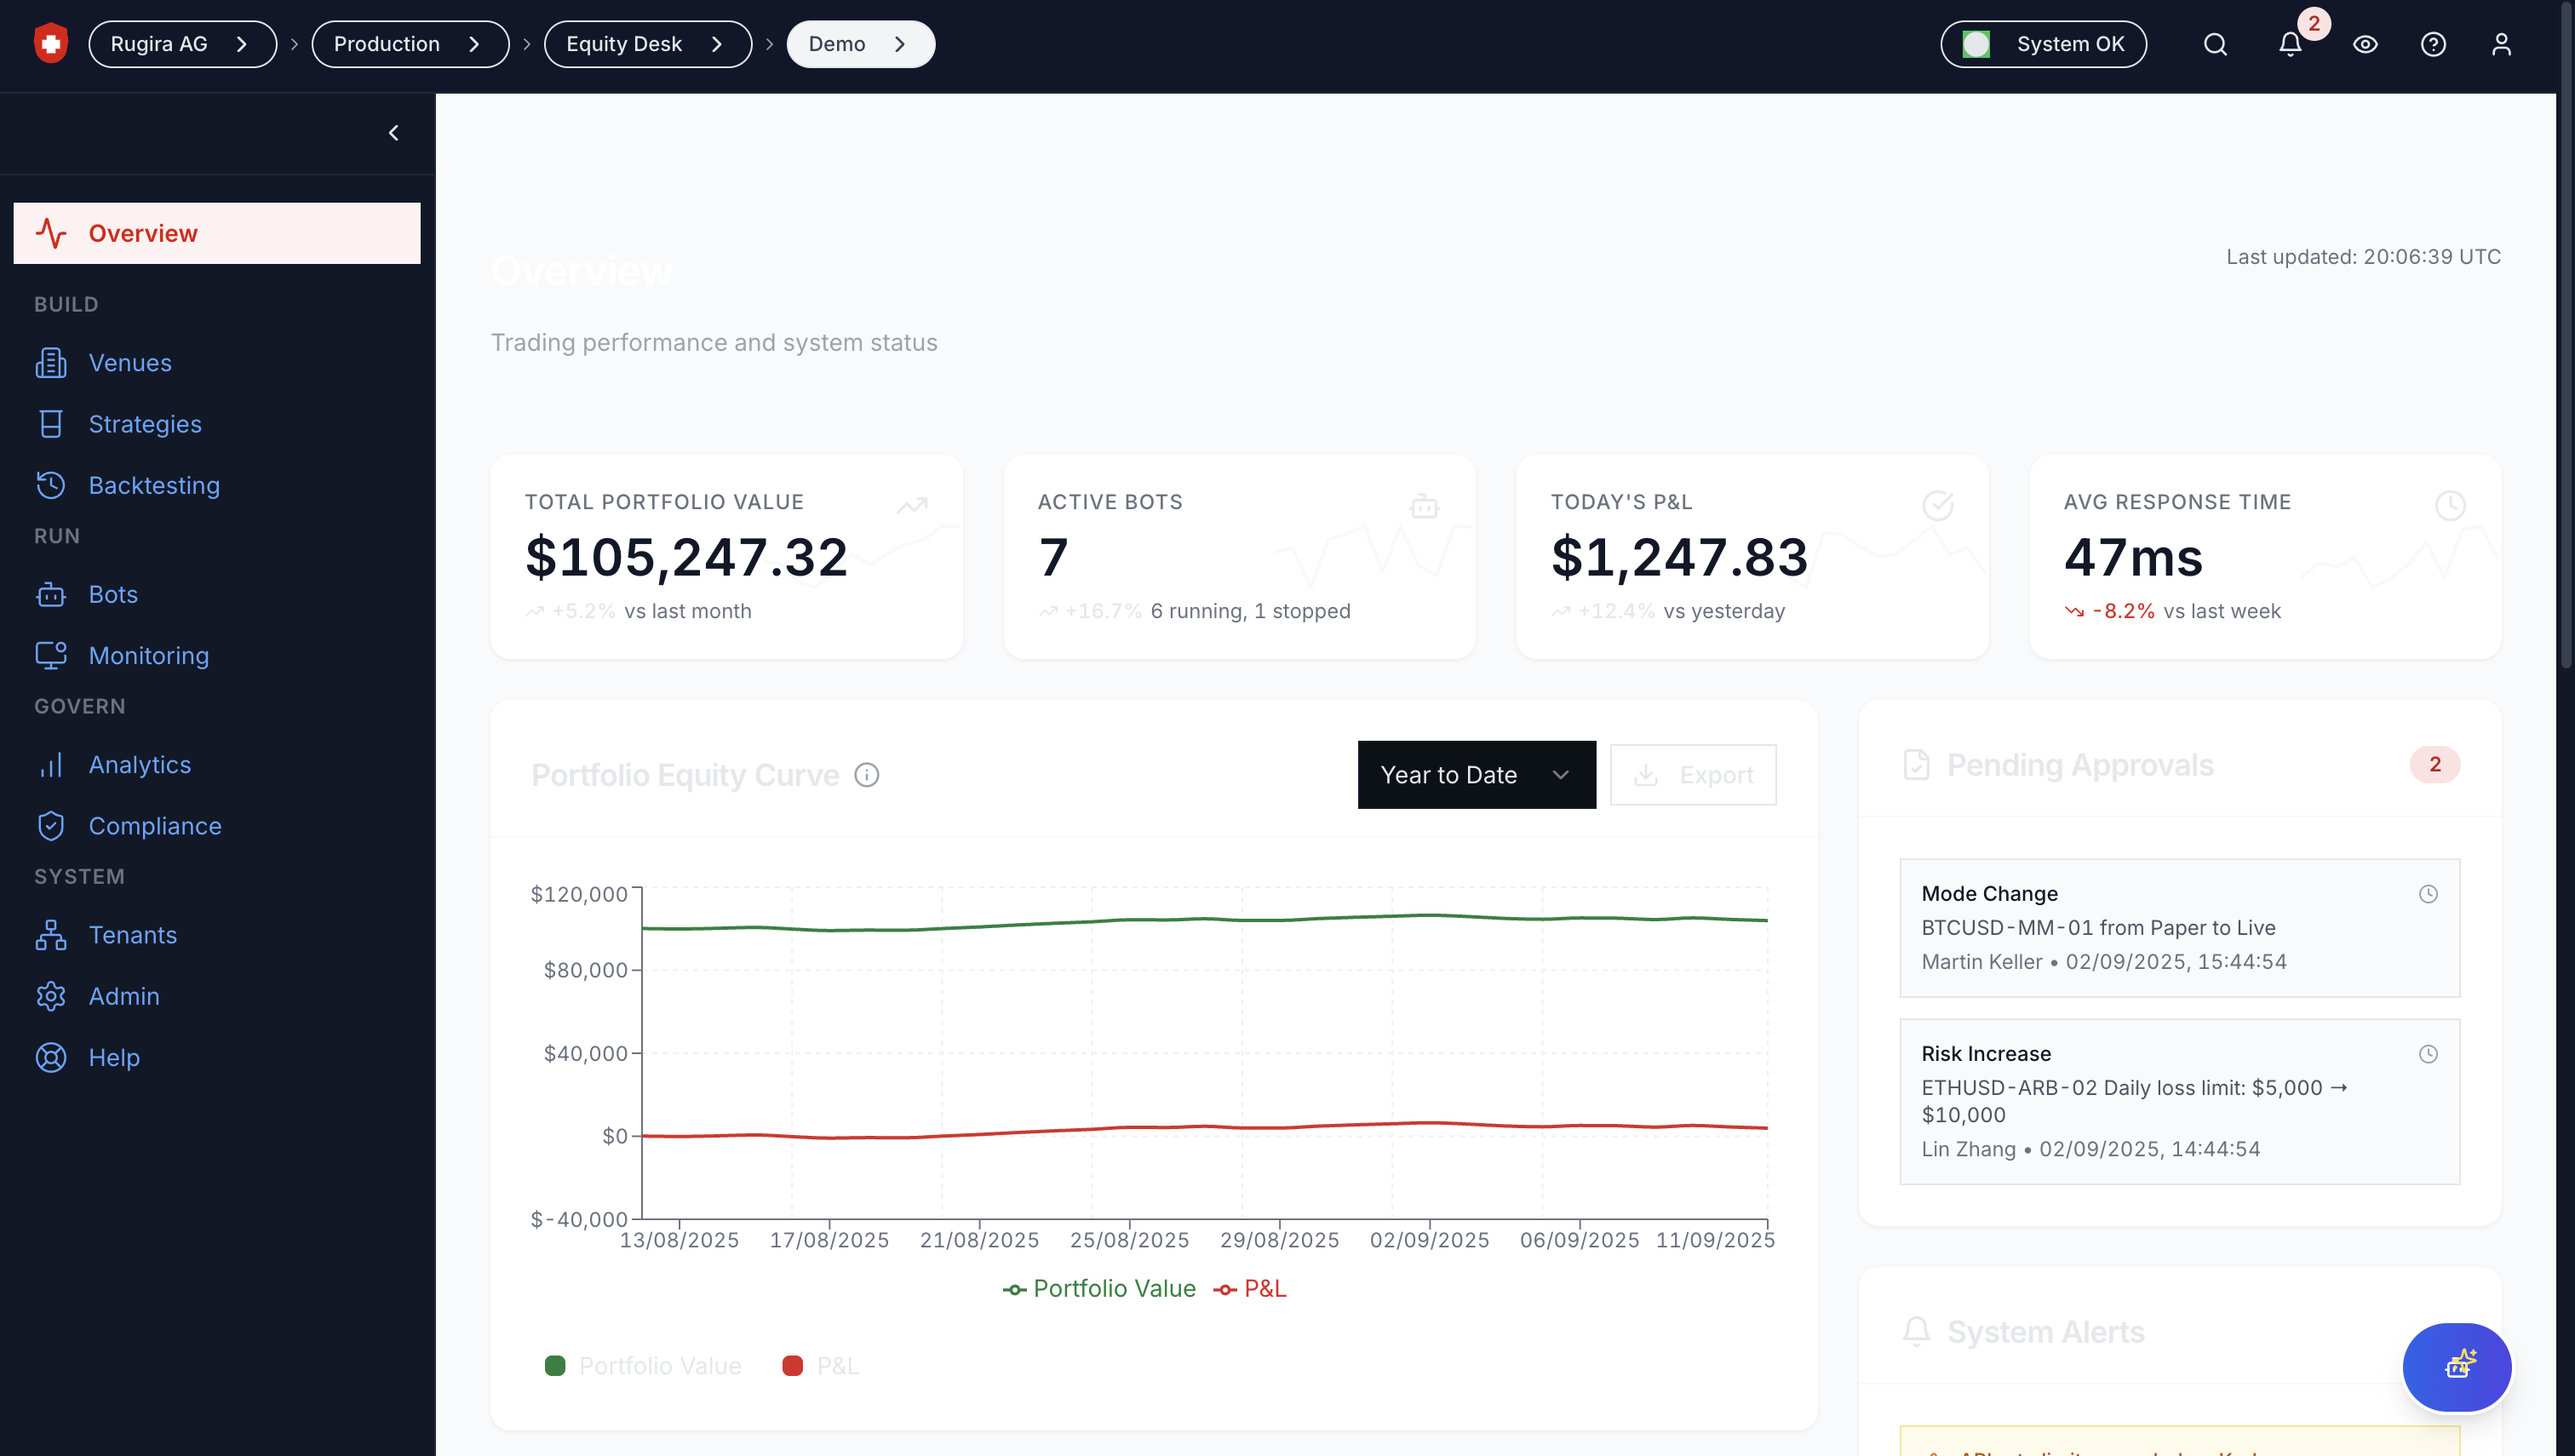 Rugira AG
Production
Equity Desk
Demo
System OK
2
Overview
BUILD
Venues
Strategies
Backtesting
RUN
Bots
Monitoring
GOVERN
Analytics
Compliance
SYSTEM
Tenants
Admin
Help
Overview
Last updated: 20:06:39 UTC
Trading performance and system status
TOTAL PORTFOLIO VALUE
$105,247.32
+5.2% vs last month
ACTIVE BOTS
7
+16.7% 6 running, 1 stopped
TODAY'S P&L
$1,247.83
+12.4% vs yesterday
AVG RESPONSE TIME
47ms
-8.2% vs last week
Portfolio Equity Curve
Year to Date
Export
$120,000
$80,000
$40,000
$0
$-40,000
13/08/2025 17/08/2025 21/08/2025 25/08/2025 29/08/2025 02/09/2025 06/09/2025 11/09/2025
Portfolio Value P&L
Portfolio Value P&L
Pending Approvals
2
Mode Change
BTCUSD-MM-01 from Paper to Live
Martin Keller • 02/09/2025, 15:44:54
Risk Increase
ETHUSD-ARB-02 Daily loss limit: $5,000 →
$10,000
Lin Zhang • 02/09/2025, 14:44:54
System Alerts